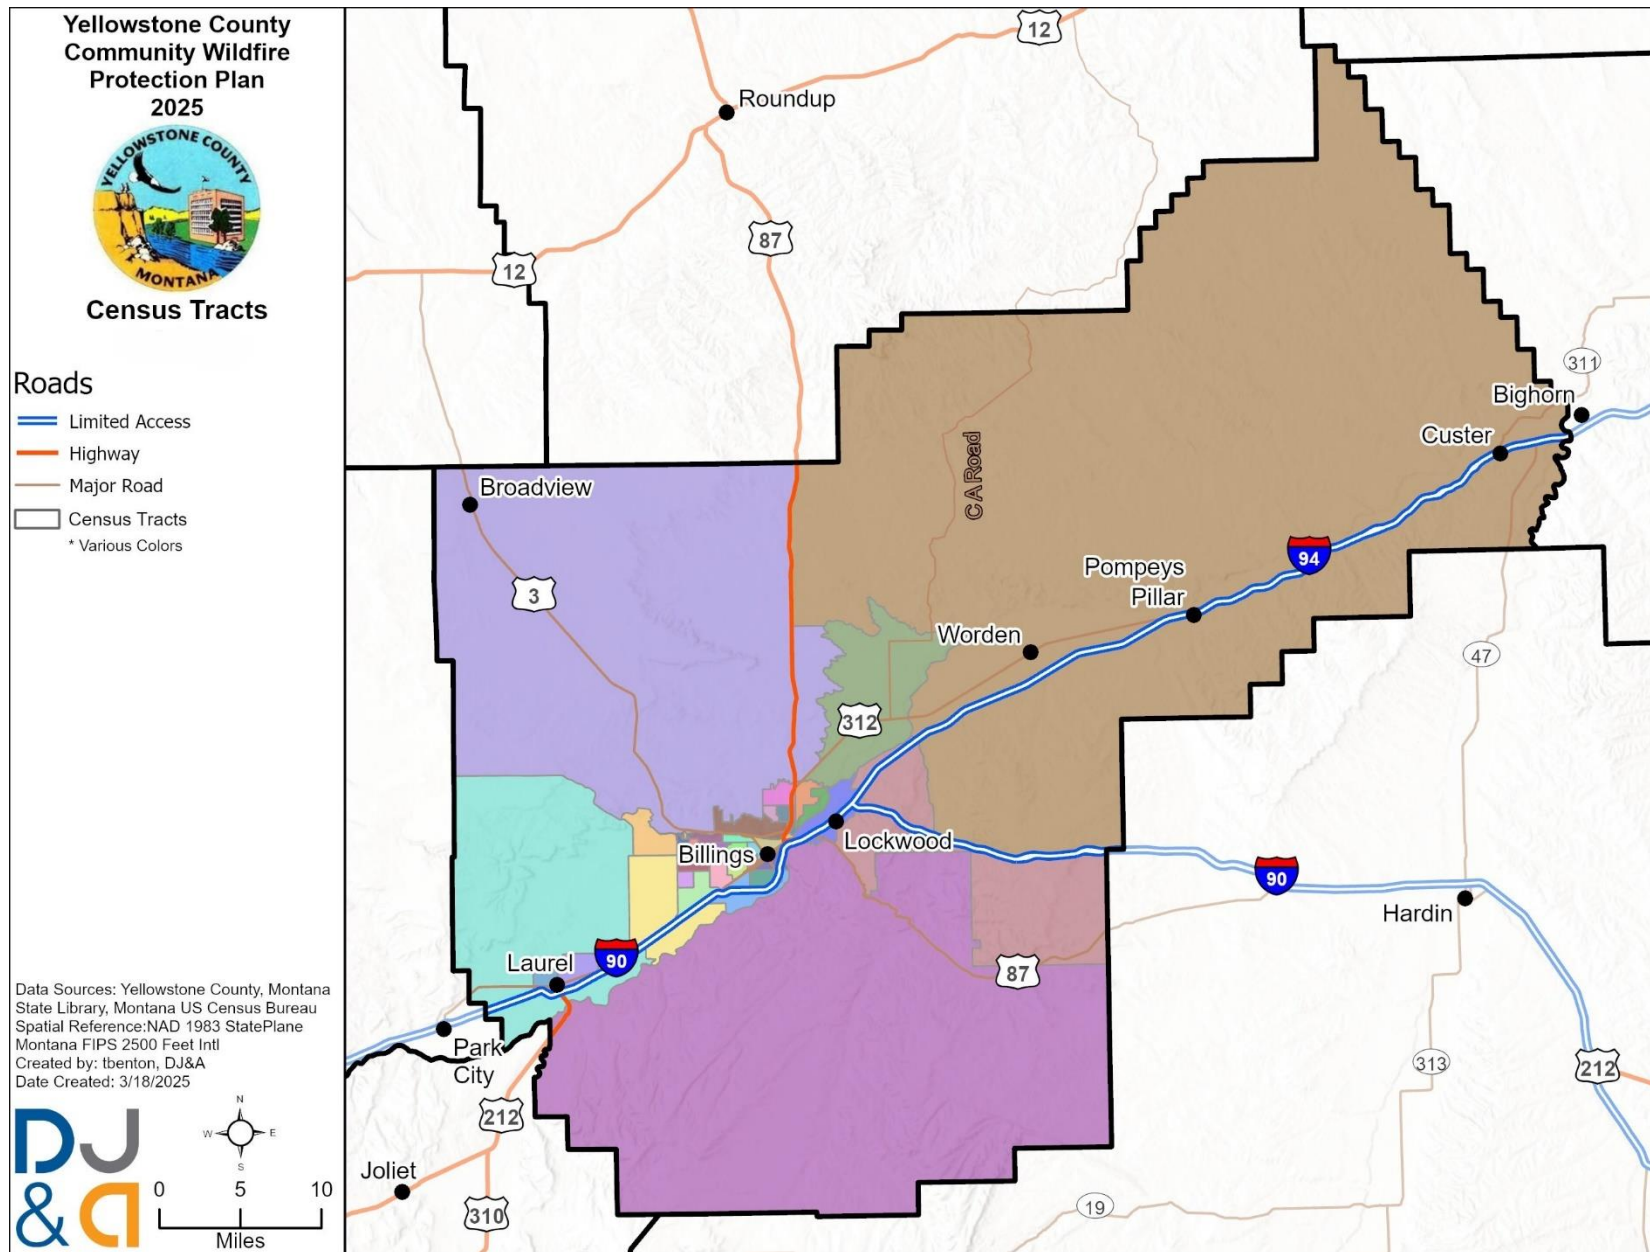 Yellowstone County
Community Wildfire
Protection Plan
2025
YELLOWSTONE COUNTY
MONTANA
Census Tracts
Roads
Limited Access
Highway
Major Road
Census Tracts
* Various Colors
Data Sources: Yellowstone County, Montana
State Library, Montana US Census Bureau
Spatial Reference:NAD 1983 StatePlane
Montana FIPS 2500 Feet Intl
Created by: tbenton, DJ&A
Date Created: 3/18/2025
DJ
&A
N
W E
S
0 5 10
Miles
12
Roundup
87
12
311
Bighorn
Custer
C A Road
Broadview
94
3
Pompeys
Pillar
Worden
47
312
Lockwood
Billings
90
Hardin
Laurel
90
87
Park
City
313
212
212
Joliet
19
310